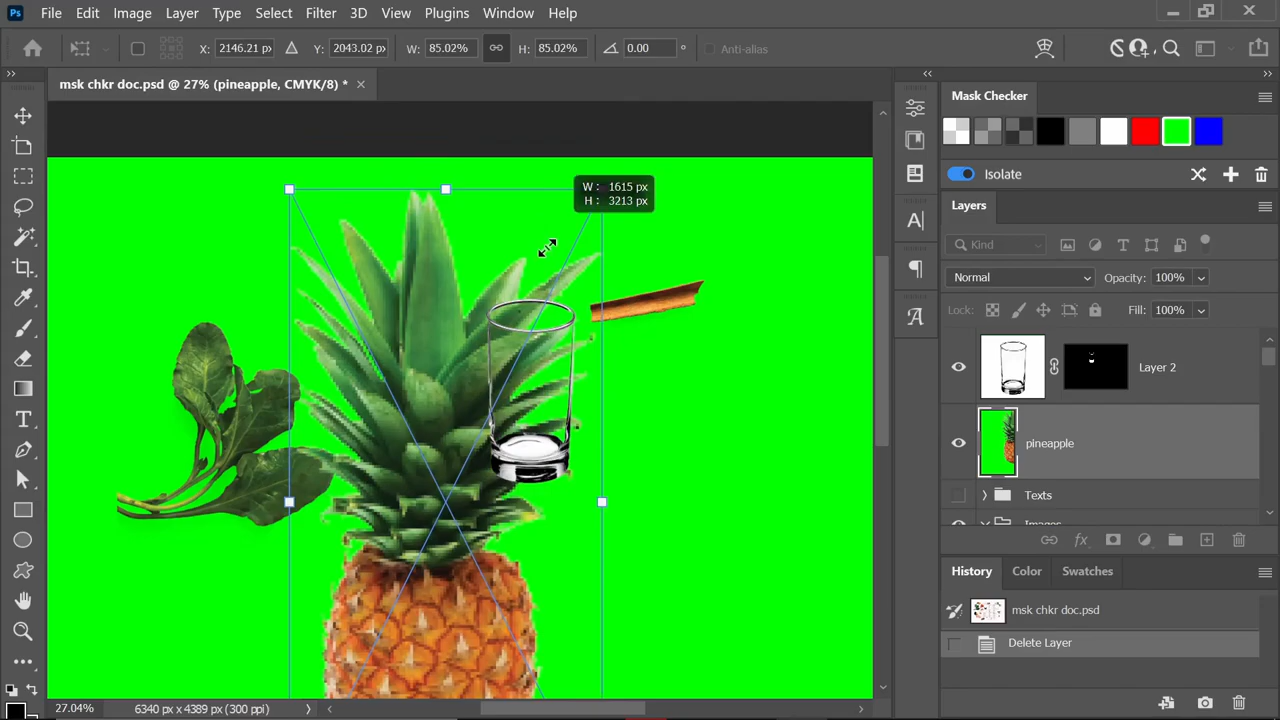 Ps File Edit Image Layer Type Select Filter 3D View Plugins Window Help
X: 2146.21 px Y: 2043.02 px W: 85.02% H: 85.02% 0.00 ° Anti-alias
msk chkr doc.psd @ 27% (pineapple, CMYK/8) *
W: 1615 px
H: 3213 px
Mask Checker
Isolate
Layers
Kind
Normal Opacity: 100%
Lock: Fill: 100%
Layer 2
pineapple
Texts
Images
History Color Swatches
msk chkr doc.psd
Delete Layer
27.04% 6340 px x 4389 px (300 ppi)